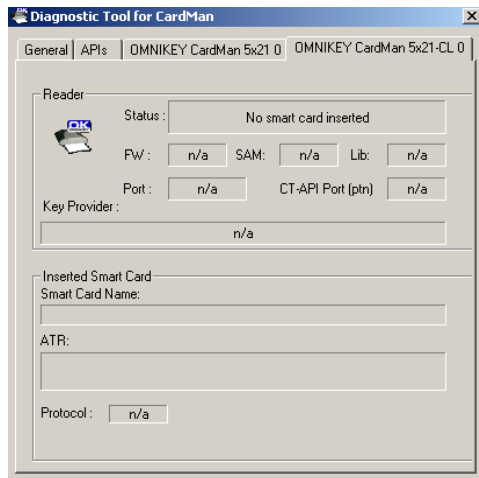 Diagnostic Tool for CardMan
General APIs OMNIKEY CardMan 5x21 0 OMNIKEY CardMan 5x21-CL 0
Reader
OK
Status : No smart card inserted
FW : n/a SAM: n/a Lib: n/a
Port : n/a CT-API Port (ptn) n/a
Key Provider :
n/a
Inserted Smart Card
Smart Card Name:
ATR:
Protocol : n/a